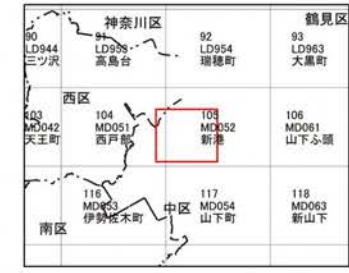 神奈川区
鶴見区
90
LD944
三ツ沢
91
LD953
高島台
92
LD954
瑞穂町
93
LD963
大黒町
西区
103
MD042
天王町
104
MD051
西戸部
105
MD052
新港
106
MD061
山下ふ頭
116
MD053
伊勢佐木町
中区
117
MD054
山下町
118
MD063
新山下
南区